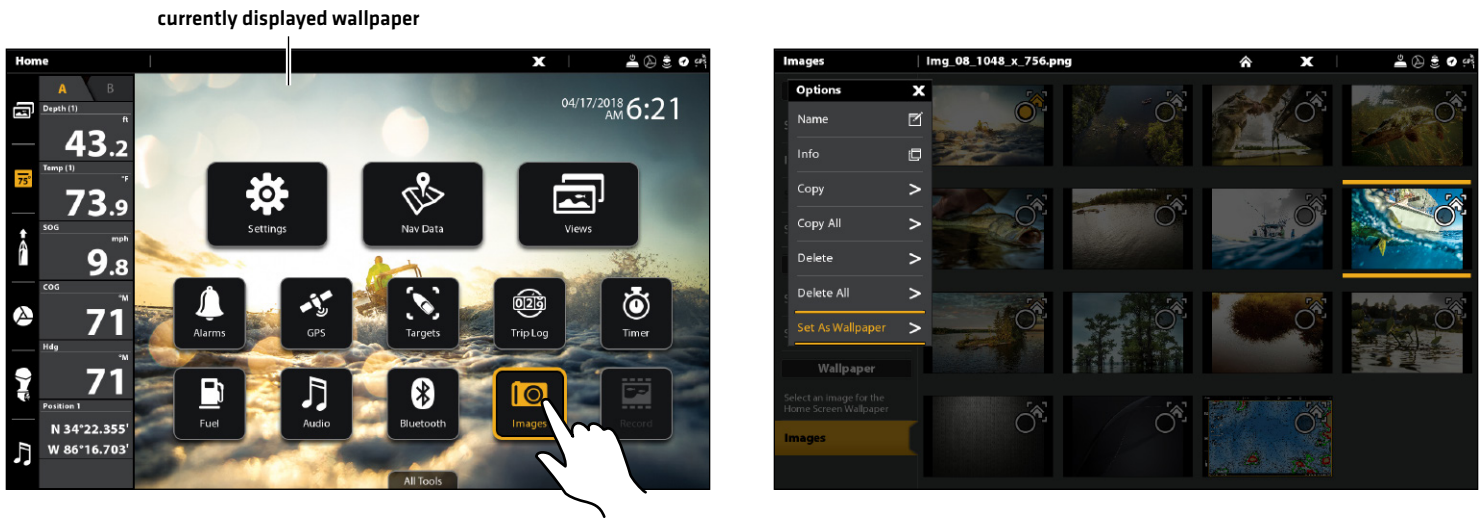 currently displayed wallpaper
Home
X
A
B
Depth (1)
ft
43.2
Temp (1)
°F
73.9
75°
SOG
mph
9.8
COG
°M
71
Hdg
°M
71
Position 1
N 34°22.355'
W 86°16.703'
04/17/2018
AM 6:21
Settings
Nav Data
Views
Alarms
GPS
Targets
029
Trip Log
Timer
Fuel
Audio
Bluetooth
Images
Record
All Tools
Images
Img_08_1048_x_756.png
X
Options
X
Name
Info
Copy >
Copy All >
Delete >
Delete All >
Set As Wallpaper >
Wallpaper
Select an Image for the
Home Screen Wallpaper
Images